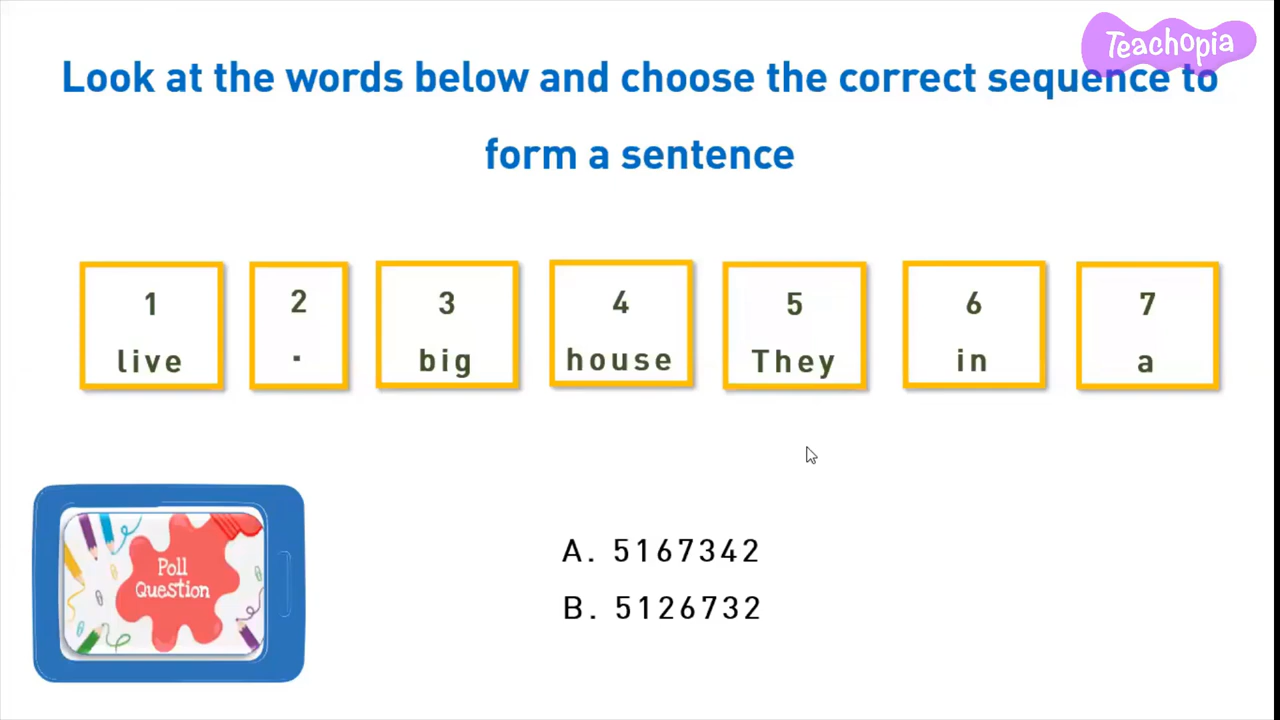 Teachopia
Look at the words below and choose the correct sequence to
form a sentence
1 2 3 4 5 6 7
live . big house They in a
Poll
Question
A. 5167342
B. 5126732